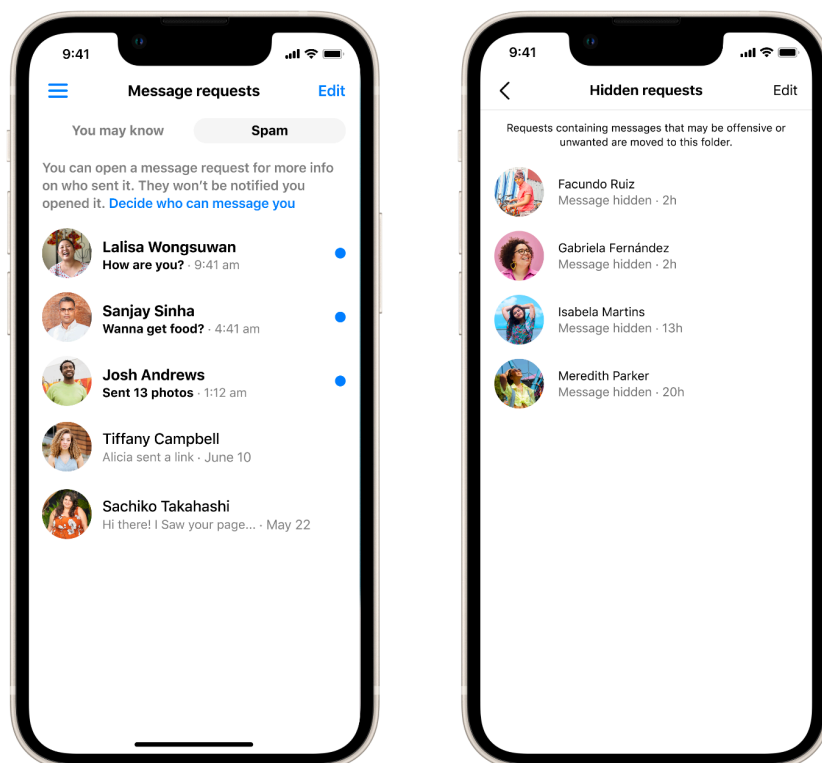 9:41
Message requests
Edit
You may know
Spam
You can open a message request for more info
on who sent it. They won't be notified you
opened it. Decide who can message you
Lalisa Wongsuwan
How are you? · 9:41 am
Sanjay Sinha
Wanna get food? · 4:41 am
Josh Andrews
Sent 13 photos · 1:12 am
Tiffany Campbell
Alicia sent a link · June 10
Sachiko Takahashi
Hi there! I Saw your page... · May 22
9:41
Hidden requests
Edit
Requests containing messages that may be offensive or
unwanted are moved to this folder.
Facundo Ruiz
Message hidden · 2h
Gabriela Fernández
Message hidden · 2h
Isabela Martins
Message hidden · 13h
Meredith Parker
Message hidden · 20h